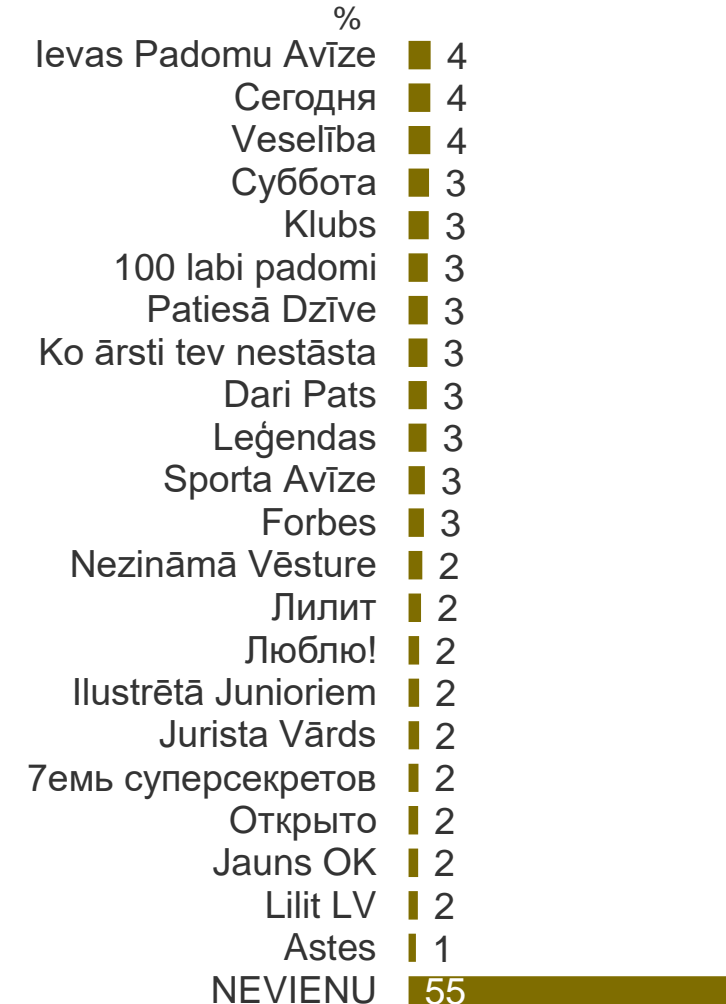 %
Ievas Padomu Avīze 4
Сегодня 4
Veselība 4
Суббота 3
Klubs 3
100 labi padomi 3
Patiesā Dzīve 3
Ko ārsti tev nestāsta 3
Dari Pats 3
Leģendas 3
Sporta Avīze 3
Forbes 3
Nezināmā Vēsture 2
Лилит 2
Люблю! 2
Ilustrētā Junioriem 2
Jurista Vārds 2
7емь суперсекретов 2
Открыто 2
Jauns OK 2
Lilit LV 2
Astes 1
NEVIENU 55